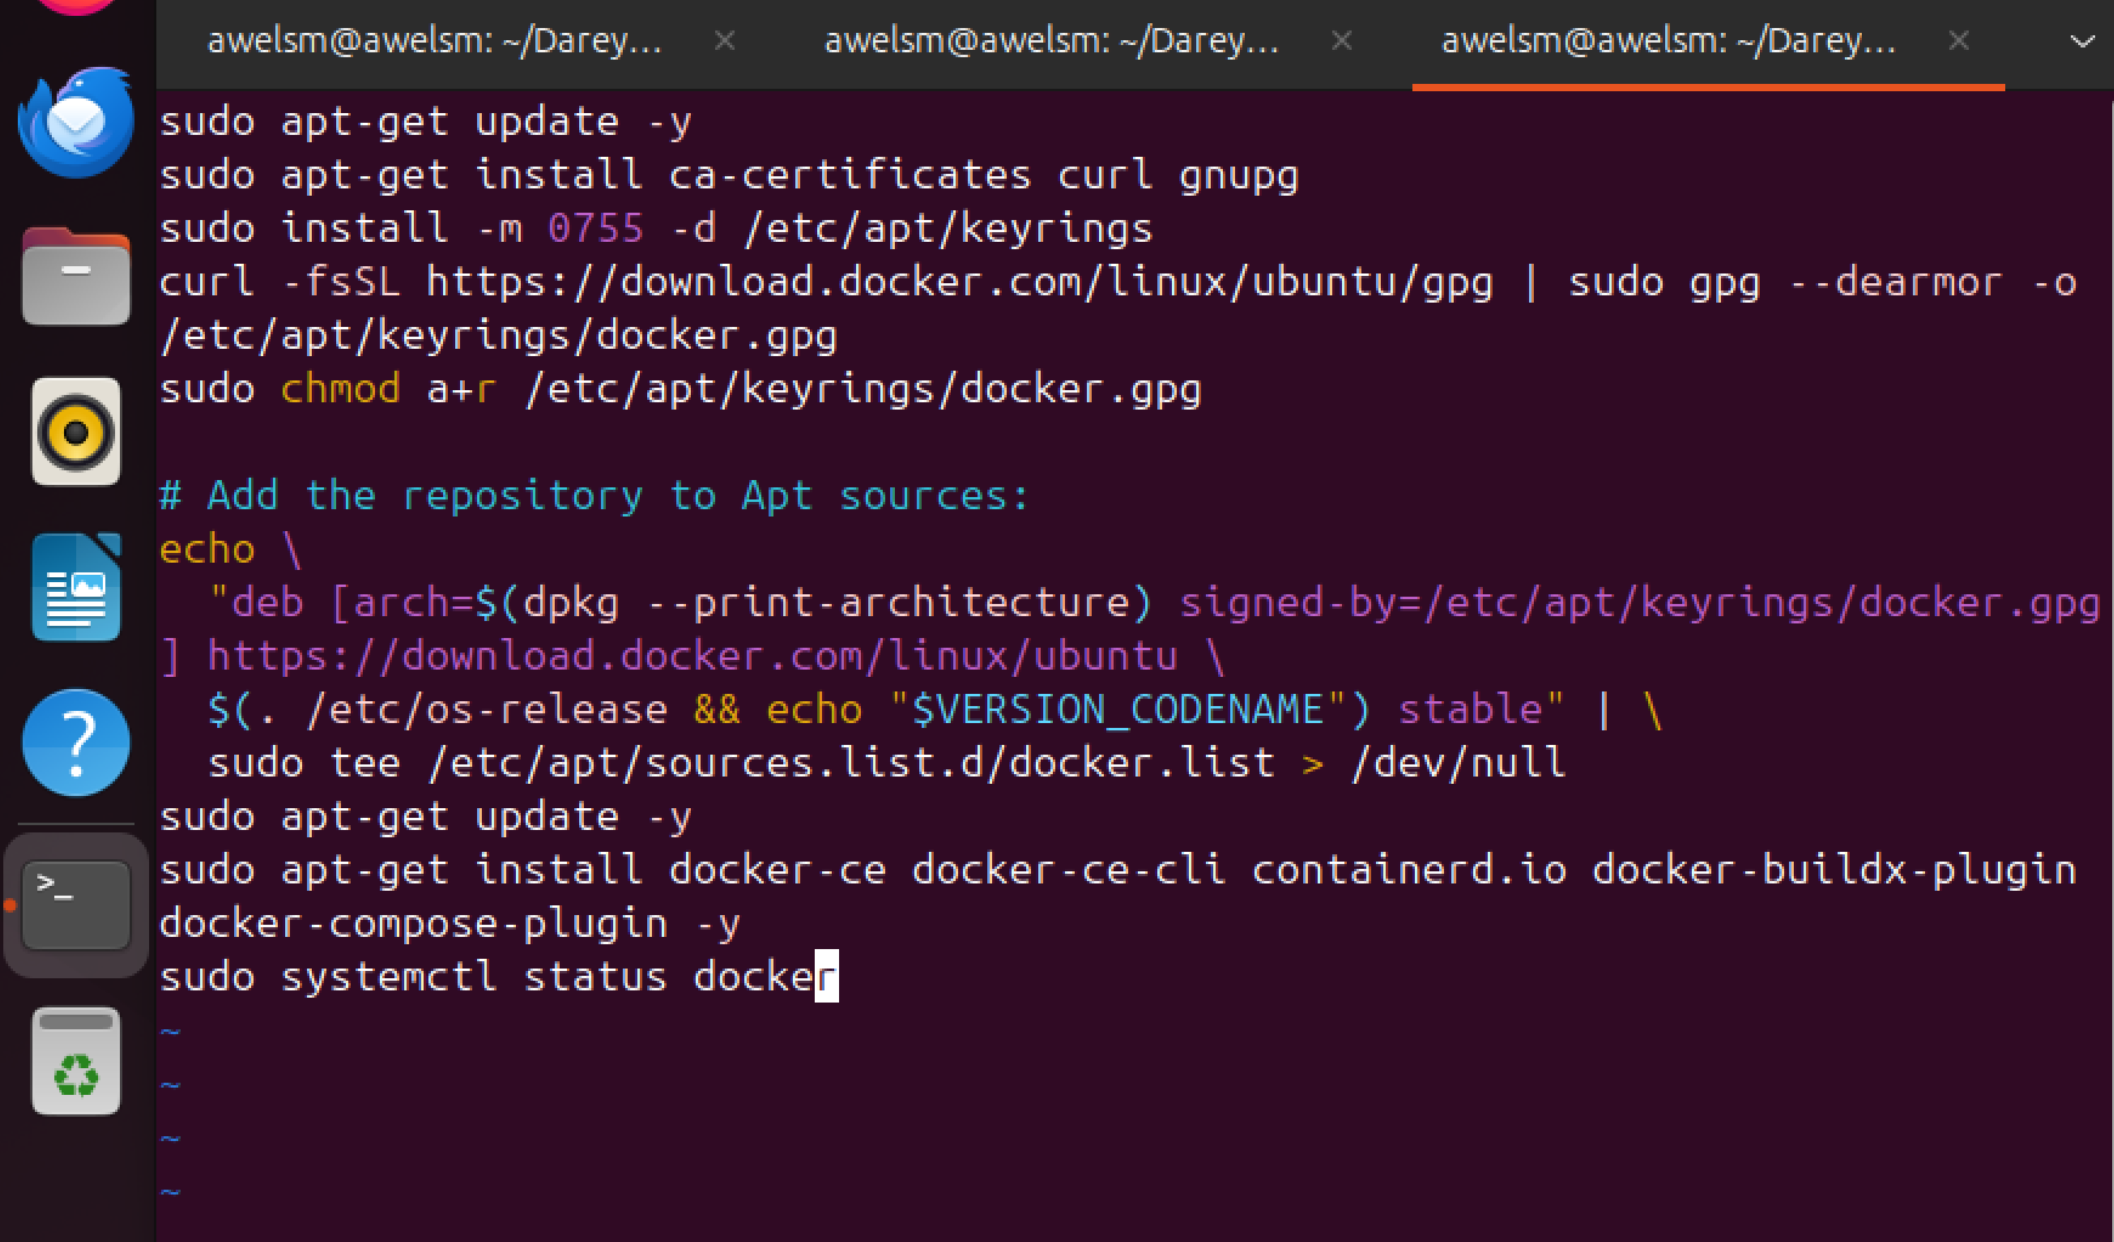 awelsm@awelsm: ~/Darey... × awelsm@awelsm: ~/Darey... × awelsm@awelsm: ~/Darey... ×
sudo apt-get update -y
sudo apt-get install ca-certificates curl gnupg
sudo install -m 0755 -d /etc/apt/keyrings
curl -fsSL https://download.docker.com/linux/ubuntu/gpg | sudo gpg --dearmor -o
/etc/apt/keyrings/docker.gpg
sudo chmod a+r /etc/apt/keyrings/docker.gpg

# Add the repository to Apt sources:
echo \
  "deb [arch=$(dpkg --print-architecture) signed-by=/etc/apt/keyrings/docker.gpg
] https://download.docker.com/linux/ubuntu \
  $(. /etc/os-release && echo "$VERSION_CODENAME") stable" | \
  sudo tee /etc/apt/sources.list.d/docker.list > /dev/null
sudo apt-get update -y
sudo apt-get install docker-ce docker-ce-cli containerd.io docker-buildx-plugin
docker-compose-plugin -y
sudo systemctl status docker
~
~
~
~